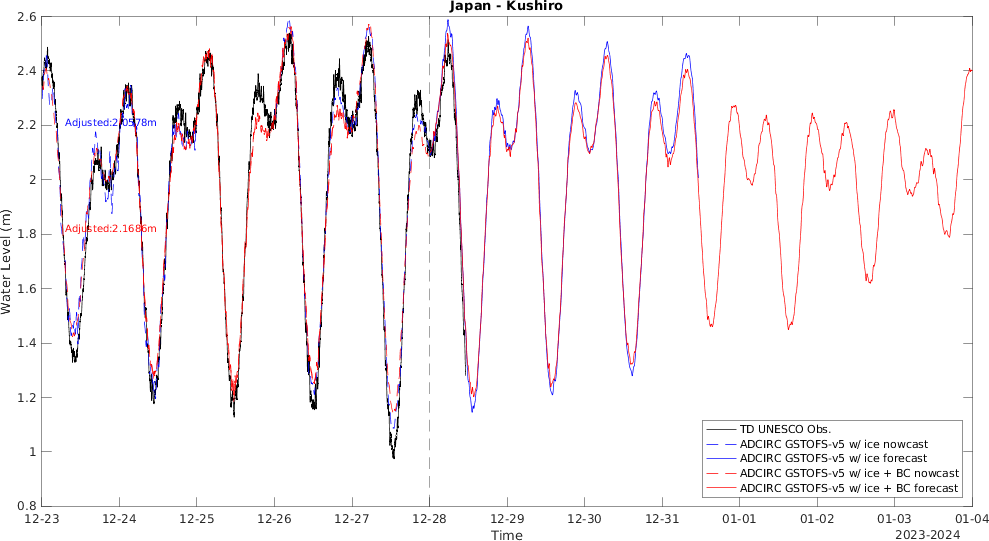 Japan - Kushiro
2.6
2.4
2.2
2
1.8
1.6
1.4
1.2
1
0.8
Water Level (m)
Adjusted:2.0578m
Adjusted:2.1686m
TD UNESCO Obs.
ADCIRC GSTOFS-v5 w/ ice nowcast
ADCIRC GSTOFS-v5 w/ ice forecast
ADCIRC GSTOFS-v5 w/ ice + BC nowcast
ADCIRC GSTOFS-v5 w/ ice + BC forecast
12-23 12-24 12-25 12-26 12-27 12-28 12-29 12-30 12-31 01-01 01-02 01-03 01-04
Time
2023-2024